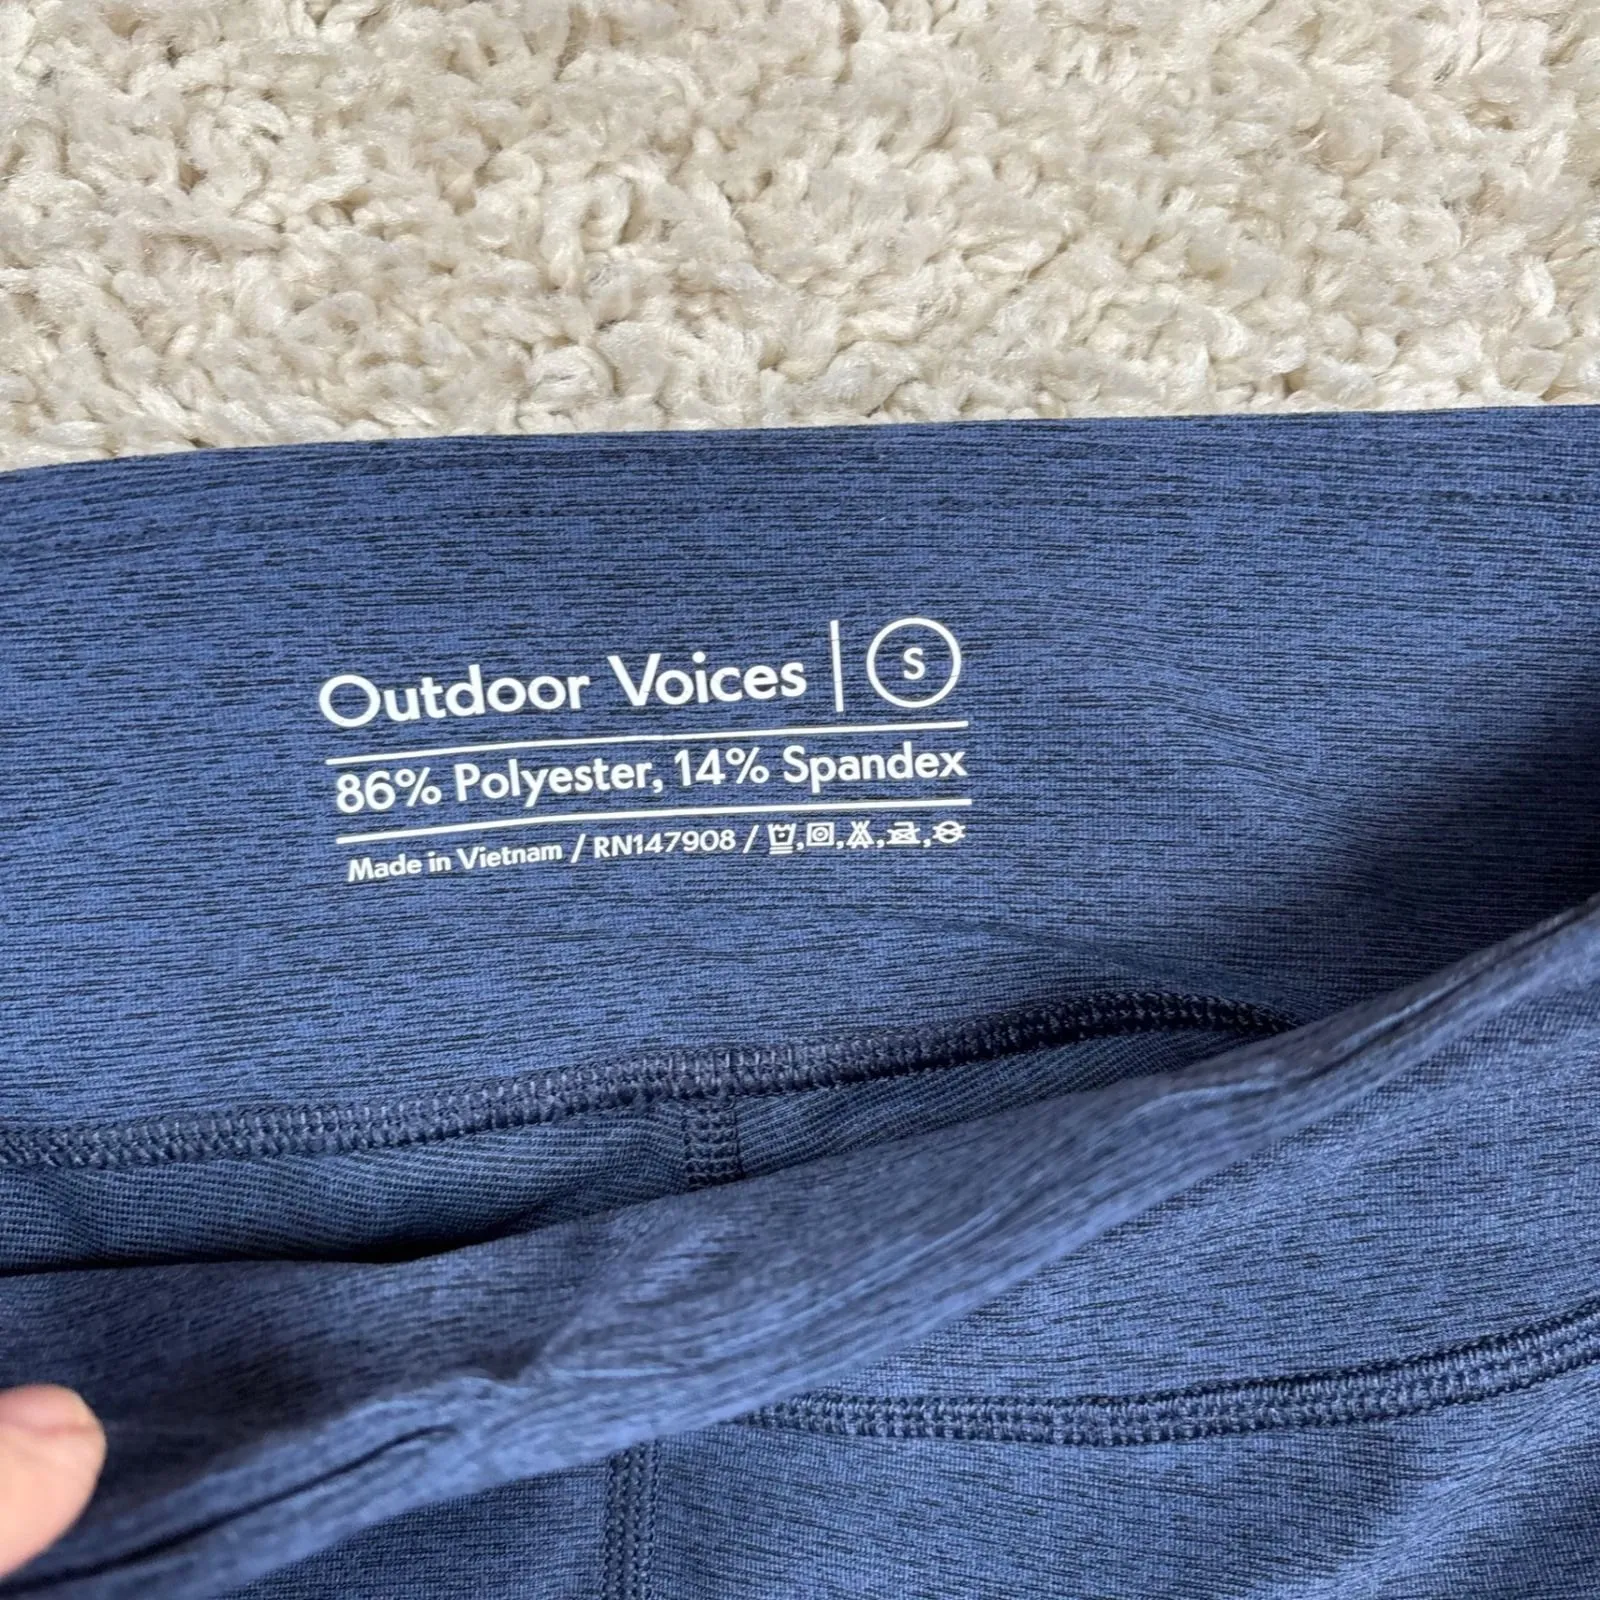 Outdoor Voices | S
86% Polyester, 14% Spandex
Made in Vietnam / RN147908 /